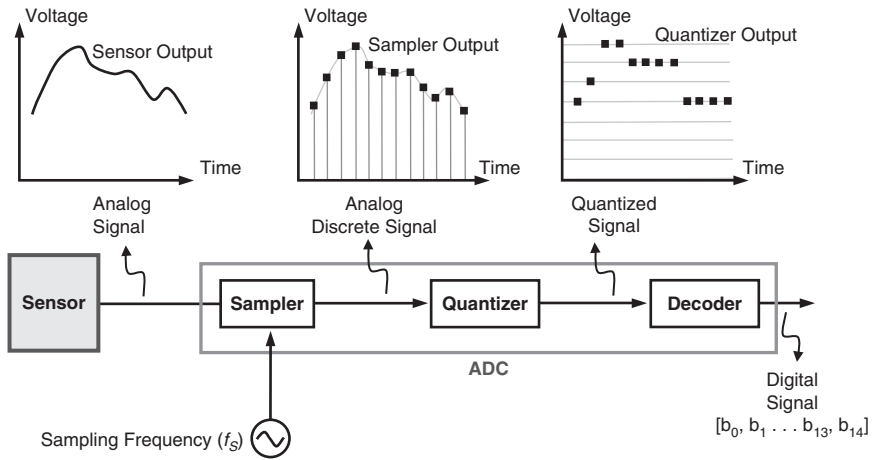 Voltage
Sensor Output
Time
Voltage
Sampler Output
Time
Voltage
Quantizer Output
Time
Analog
Signal
Analog
Discrete Signal
Quantized
Signal
Sensor
Sampler
Quantizer
Decoder
ADC
Sampling Frequency (fS)
Digital
Signal
[b0, b1 . . . b13, b14]